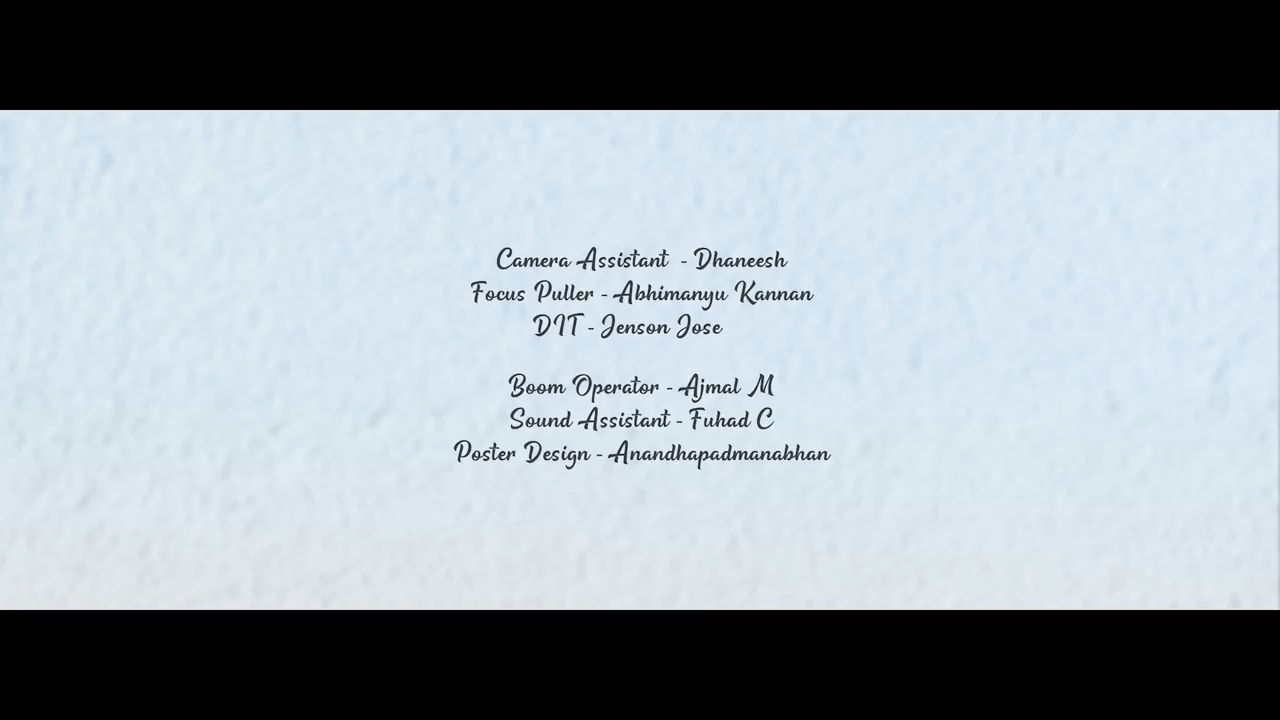 Camera Assistant - Dhaneesh
Focus Puller - Abhimanyu Kannan
DIT - Jenson Jose
Boom Operator - Ajmal M
Sound Assistant - Fuhad C
Poster Design - Anandhapadmanabhan